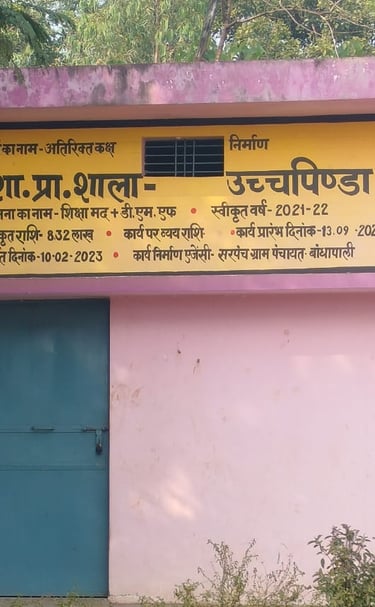 का नाम - अतिरिक्त कक्ष निर्माण
शा.प्रा.शाला- उच्चपिण्डा
ना का नाम - शिक्षा मद + डी.एम.एफ • स्वीकृत वर्ष - 2021-22
कृत राशि - 8.32 लाख • कार्य पर व्यय राशि • कार्य प्रारंभ दिनांक - 13.09
दिनांक - 10-02-2023 • कार्य निर्माण एजेंसी - सरपंच ग्राम पंचायत - बांधापाली